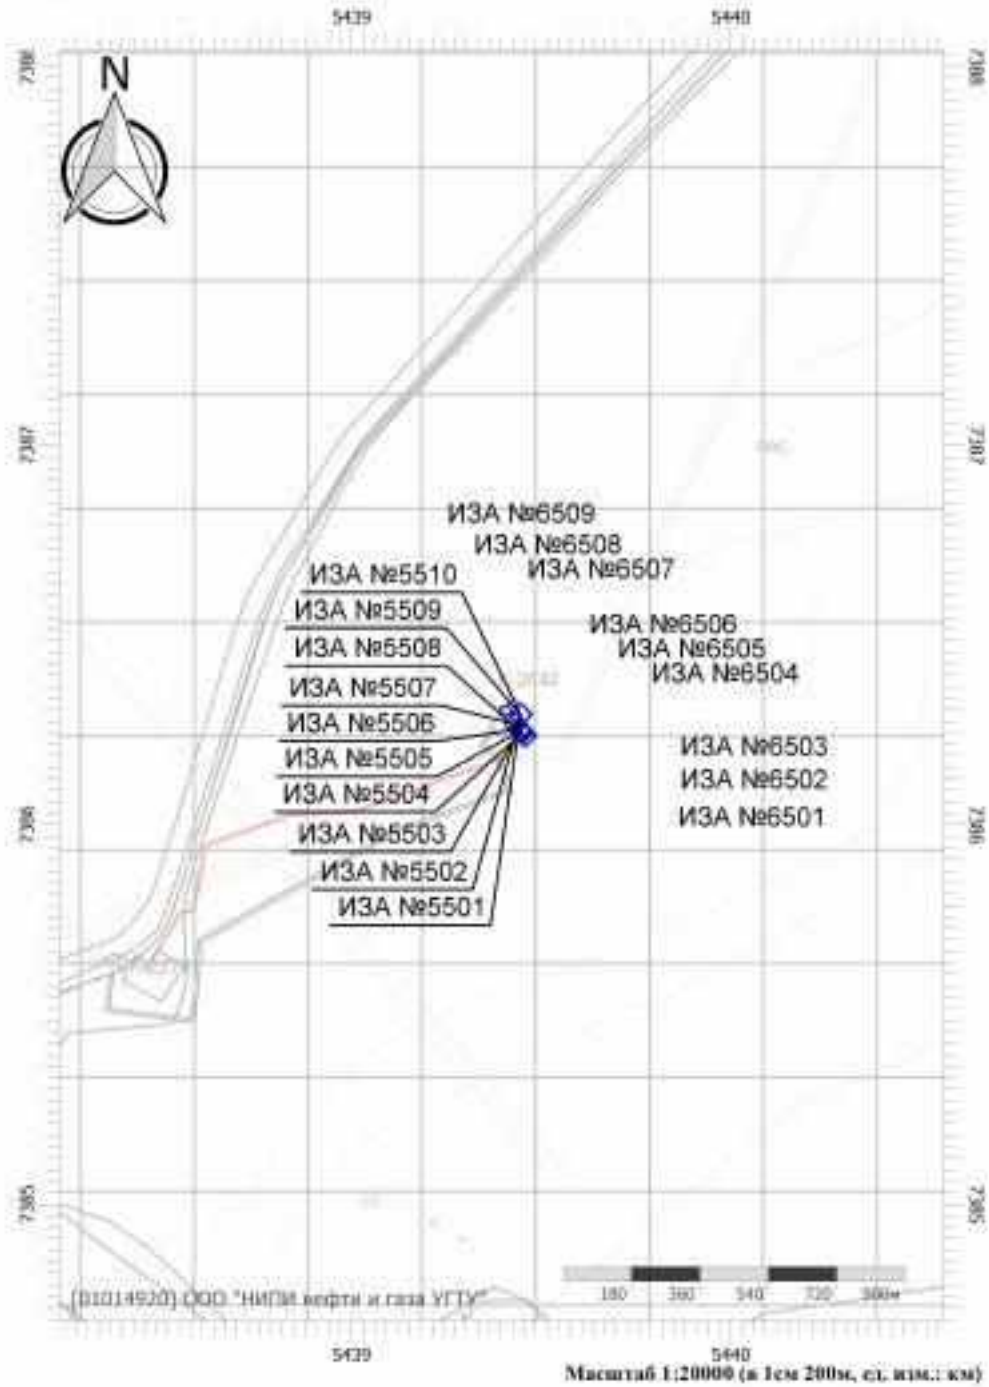 5439 5440
7388 7388
N
7387 7387
ИЗА №6509
ИЗА №6508
ИЗА №6507
ИЗА №5510
ИЗА №5509
ИЗА №6506
ИЗА №5508
ИЗА №6505
ИЗА №6504
ИЗА №5507
ИЗА №5506
ИЗА №6503
ИЗА №5505
ИЗА №6502
ИЗА №5504
ИЗА №6501
7386 7386
ИЗА №5503
ИЗА №5502
ИЗА №5501
7385 7385
180 360 540 720 900м
[01014920] ООО "НИПИ нефти и газа УГТУ"
5439 5440
Масштаб 1:20000 (в 1см 200м, ед. изм.: км)